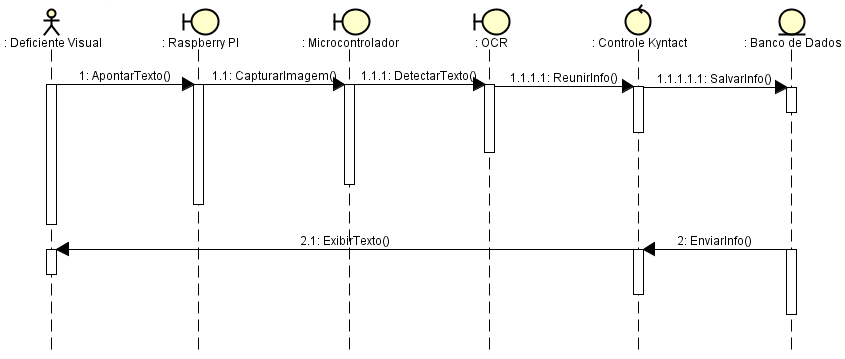 : Deficiente Visual
: Raspberry PI
: Microcontrolador
: OCR
: Controle Kyntact
: Banco de Dados
1: ApontarTexto()
1.1: CapturarImagem()
1.1.1: DetectarTexto()
1.1.1.1: ReunirInfo()
1.1.1.1.1: SalvarInfo()
2.1: ExibirTexto()
2: EnviarInfo()